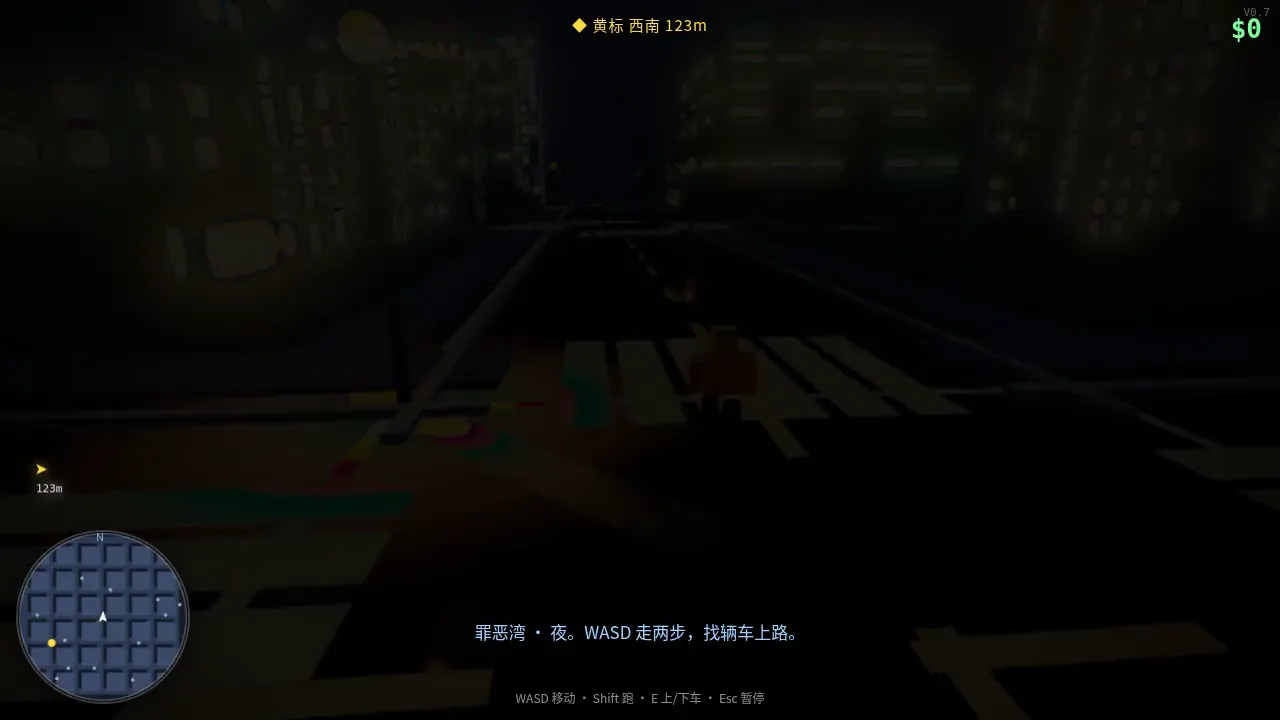 ◆ 黄标 西南 123m
V0.7
$0
123m
N
罪恶湾 · 夜。WASD 走两步，找辆车上路。
WASD 移动 · Shift 跑 · E 上/下车 · Esc 暂停